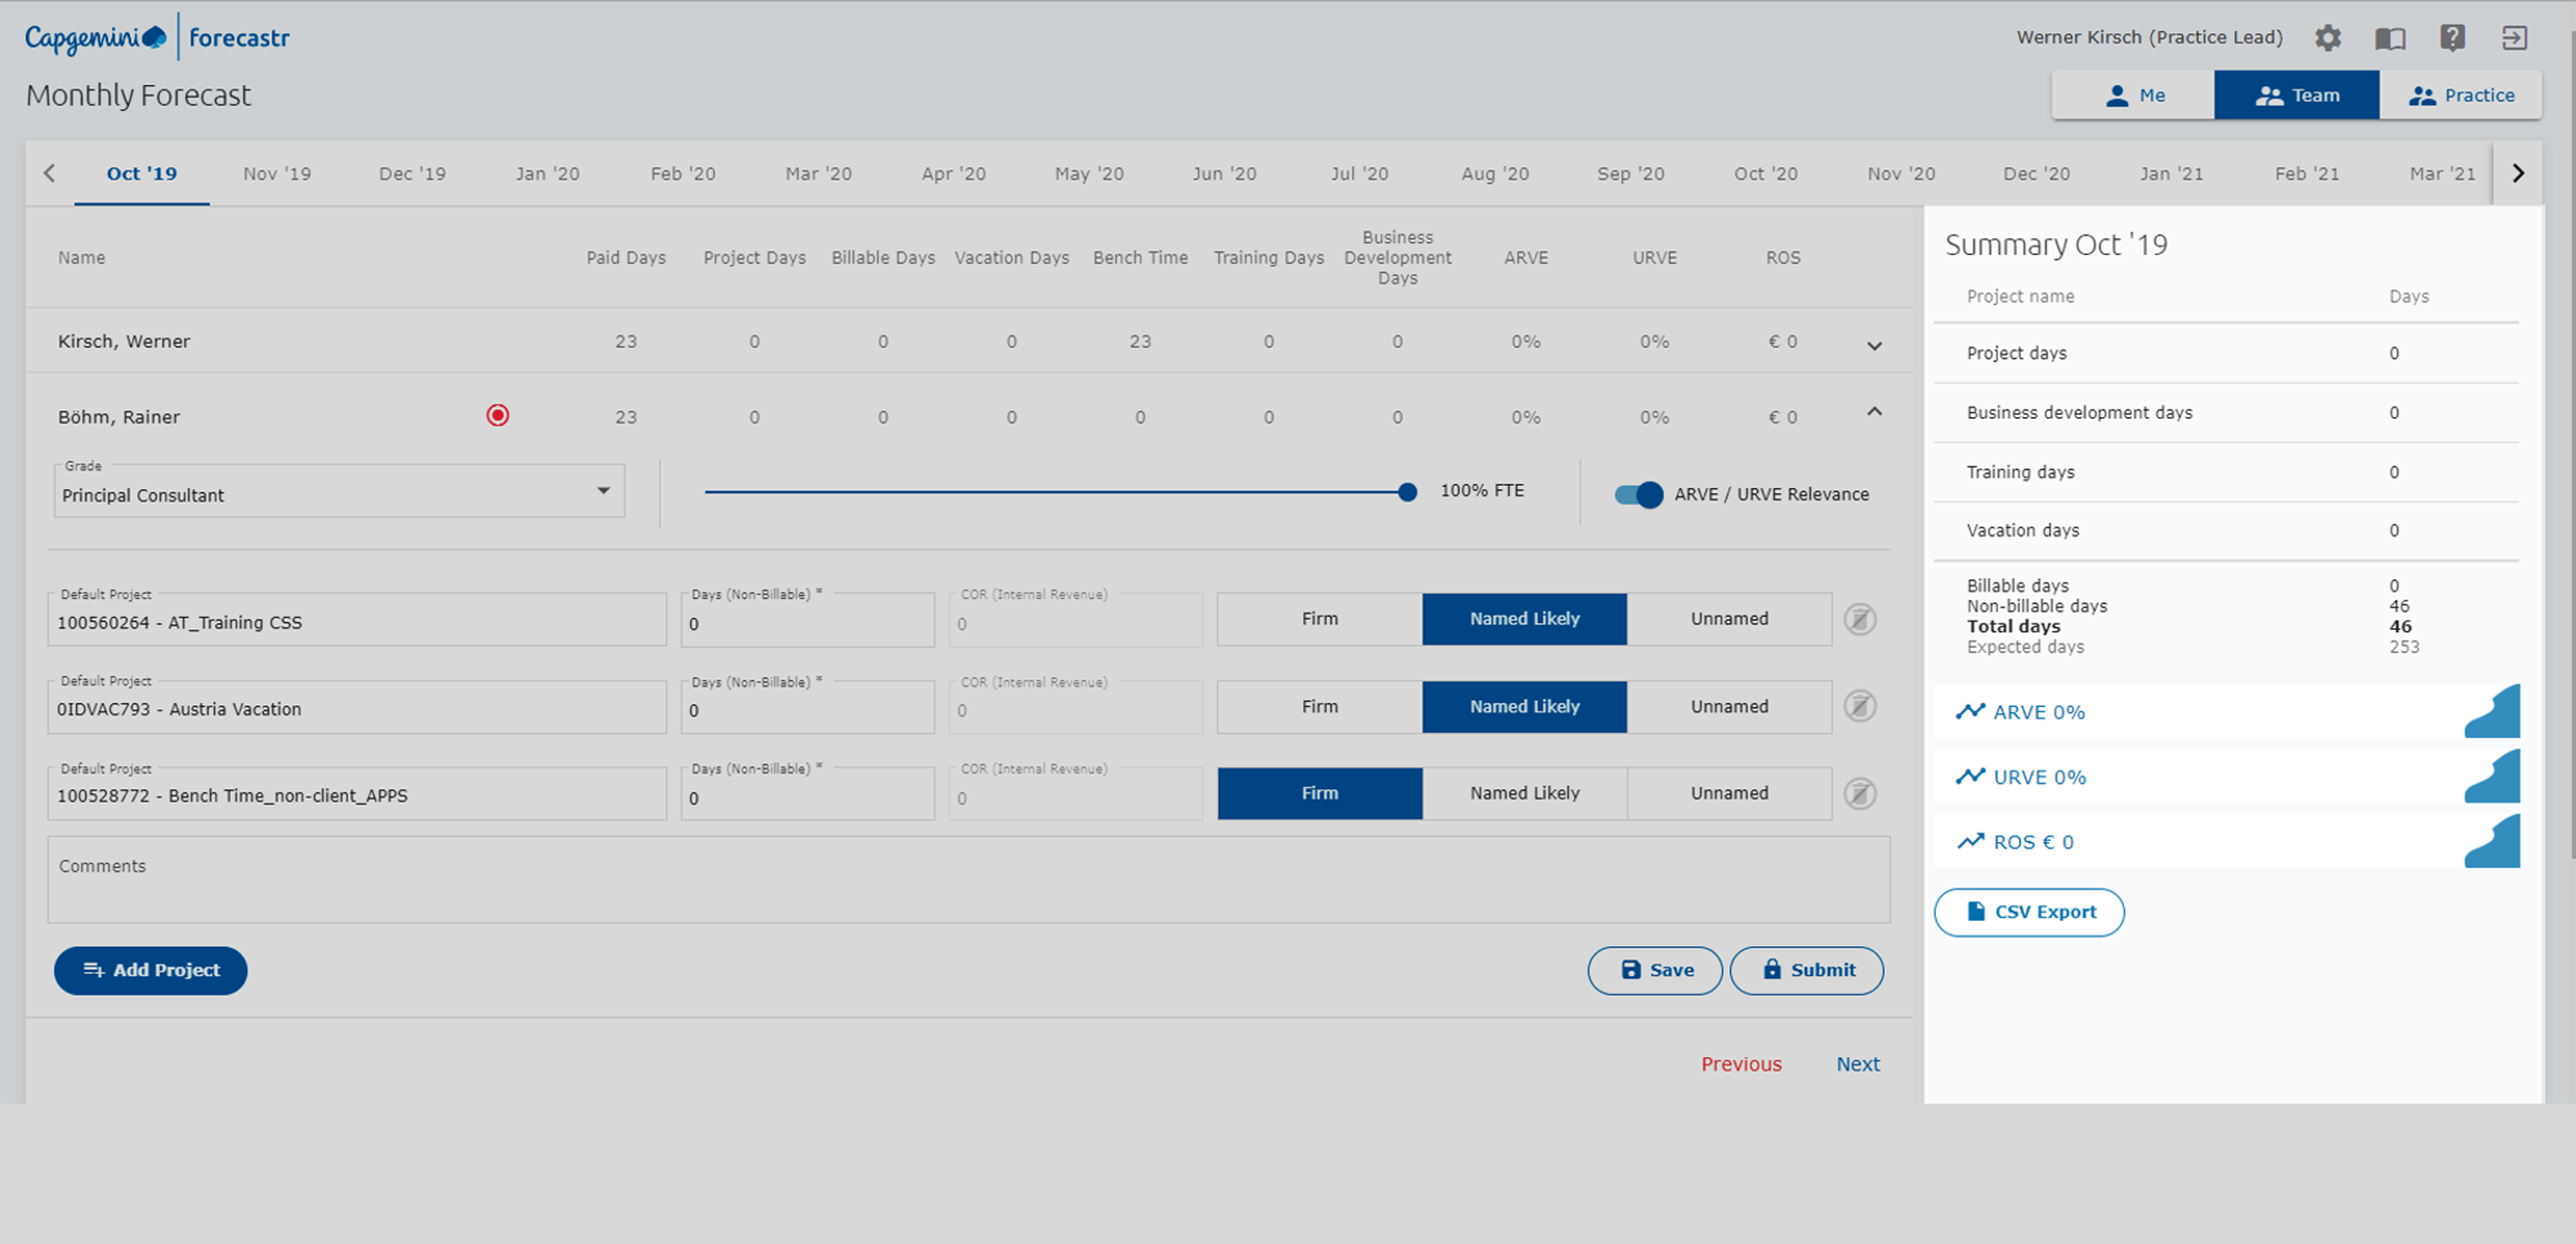 Capgemini forecastr
Werner Kirsch (Practice Lead)
Monthly Forecast
Me Team Practice
Oct '19 Nov '19 Dec '19 Jan '20 Feb '20 Mar '20 Apr '20 May '20 Jun '20 Jul '20 Aug '20 Sep '20 Oct '20 Nov '20 Dec '20 Jan '21 Feb '21 Mar '21
Name Paid Days Project Days Billable Days Vacation Days Bench Time Training Days Business Development Days ARVE URVE ROS
Kirsch, Werner 23 0 0 0 23 0 0 0% 0% € 0
Böhm, Rainer 23 0 0 0 0 0 0 0% 0% € 0
Grade
Principal Consultant
100% FTE
ARVE / URVE Relevance
Default Project Days (Non-Billable) * COR (Internal Revenue)
100560264 - AT_Training CSS 0 0 Firm Named Likely Unnamed
Default Project Days (Non-Billable) * COR (Internal Revenue)
0IDVAC793 - Austria Vacation 0 0 Firm Named Likely Unnamed
Default Project Days (Non-Billable) * COR (Internal Revenue)
100528772 - Bench Time_non-client_APPS 0 0 Firm Named Likely Unnamed
Comments
Add Project Save Submit
Previous Next
Summary Oct '19
Project name Days
Project days 0
Business development days 0
Training days 0
Vacation days 0
Billable days 0
Non-billable days 46
Total days 46
Expected days 253
ARVE 0%
URVE 0%
ROS € 0
CSV Export